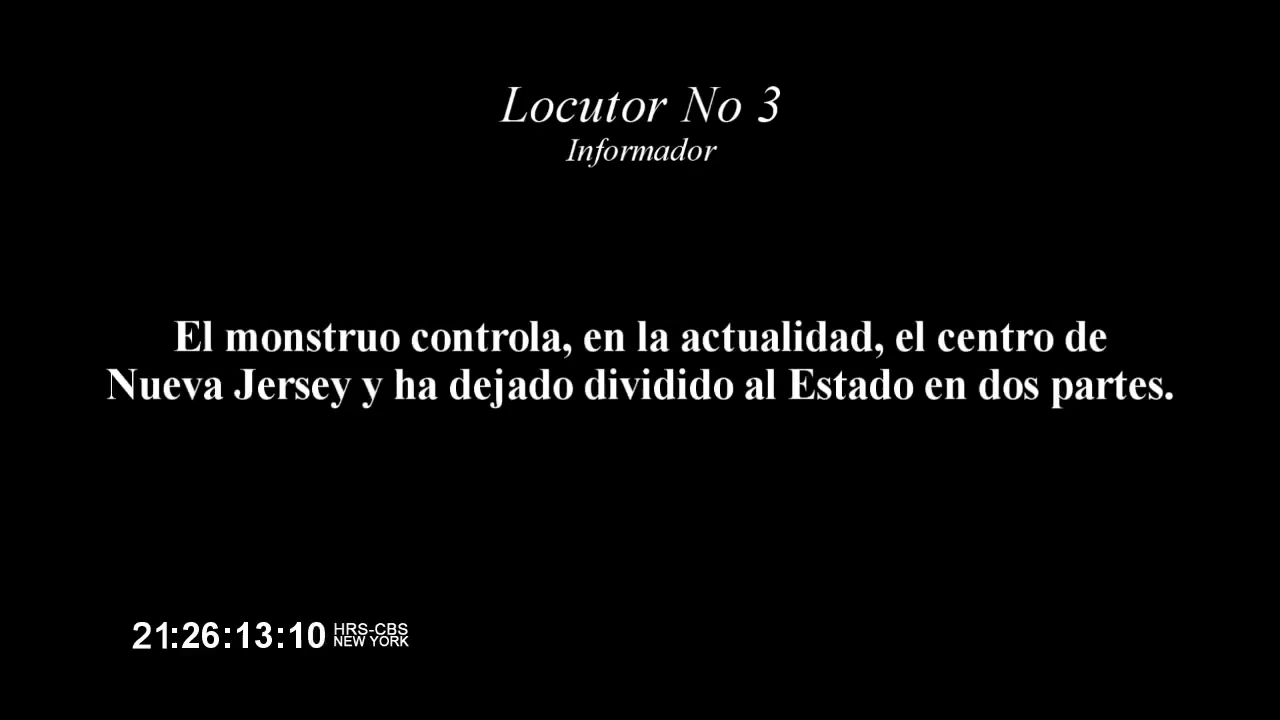 Locutor No 3
Informador
El monstruo controla, en la actualidad, el centro de
Nueva Jersey y ha dejado dividido al Estado en dos partes.
21:26:13:10 HRS-CBS
NEW YORK